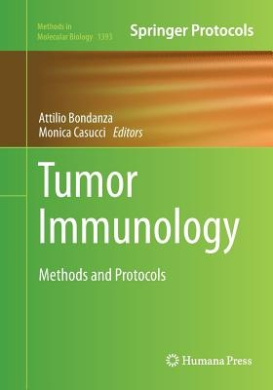 Methods in
Molecular Biology 1393
Springer Protocols
Attilio Bondanza
Monica Casucci Editors
Tumor
Immunology
Methods and Protocols
Humana Press